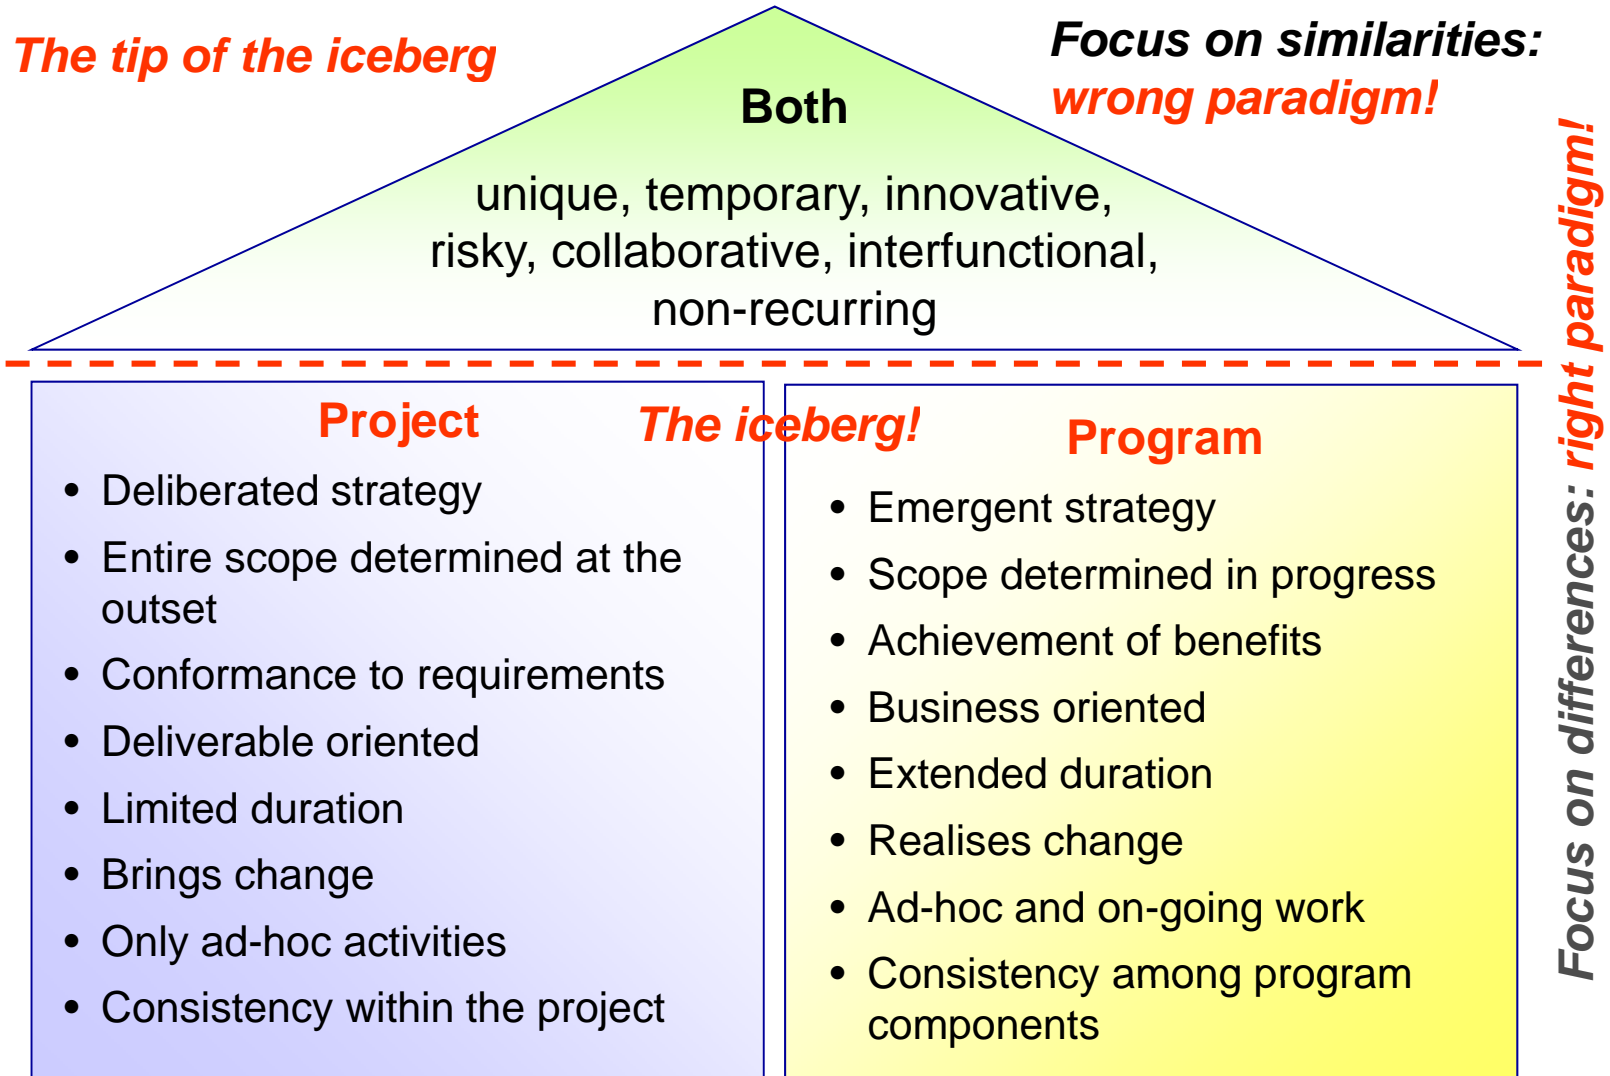 The tip of the iceberg
Focus on similarities:
wrong paradigm!
Both
unique, temporary, innovative,
risky, collaborative, interfunctional,
non-recurring
Focus on differences: right paradigm!
The iceberg!
Project
• Deliberated strategy
• Entire scope determined at the
outset
• Conformance to requirements
• Deliverable oriented
• Limited duration
• Brings change
• Only ad-hoc activities
• Consistency within the project
Program
• Emergent strategy
• Scope determined in progress
• Achievement of benefits
• Business oriented
• Extended duration
• Realises change
• Ad-hoc and on-going work
• Consistency among program
components